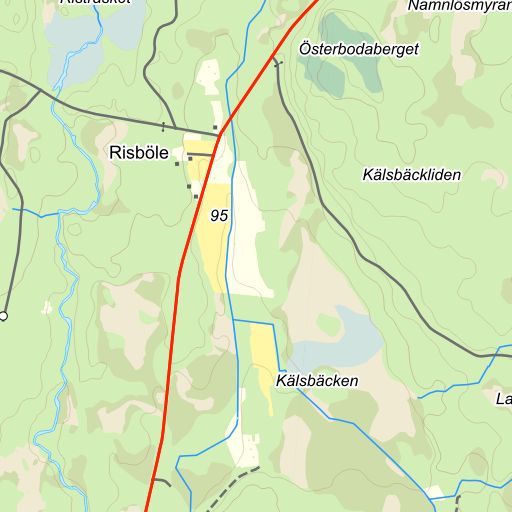 Namnlösmyran
Österbodaberget
Risböle
Kälsbäckliden
95
Kälsbäcken